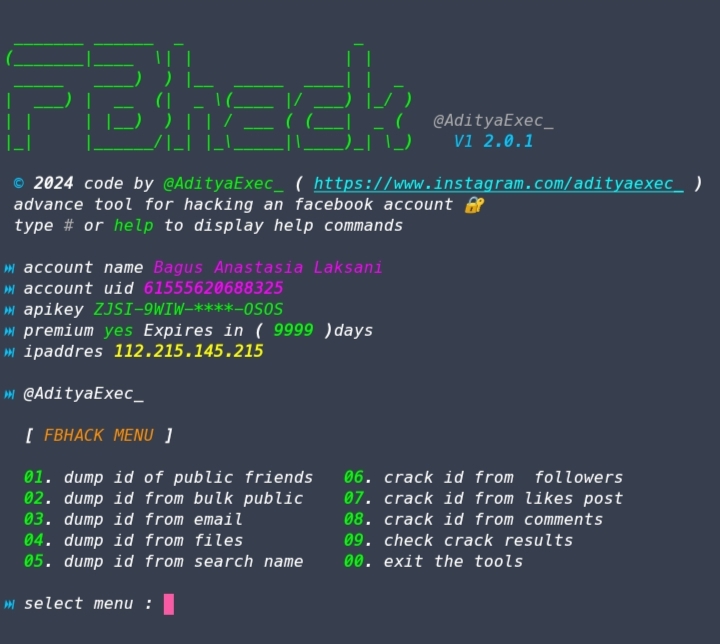 FBhack
@AdityaExec_
V1 2.0.1
© 2024 code by @AdityaExec_ ( https://www.instagram.com/adityaexec_ )
advance tool for hacking an facebook account 🔐
type # or help to display help commands
⏭ account name Bagus Anastasia Laksani
⏭ account uid 61555620688325
⏭ apikey ZJSI-9WIW-****-OSOS
⏭ premium yes Expires in ( 9999 )days
⏭ ipaddres 112.215.145.215
⏭ @AdityaExec_
[ FBHACK MENU ]
01. dump id of public friends 06. crack id from followers
02. dump id from bulk public 07. crack id from likes post
03. dump id from email 08. crack id from comments
04. dump id from files 09. check crack results
05. dump id from search name 00. exit the tools
⏭ select menu :